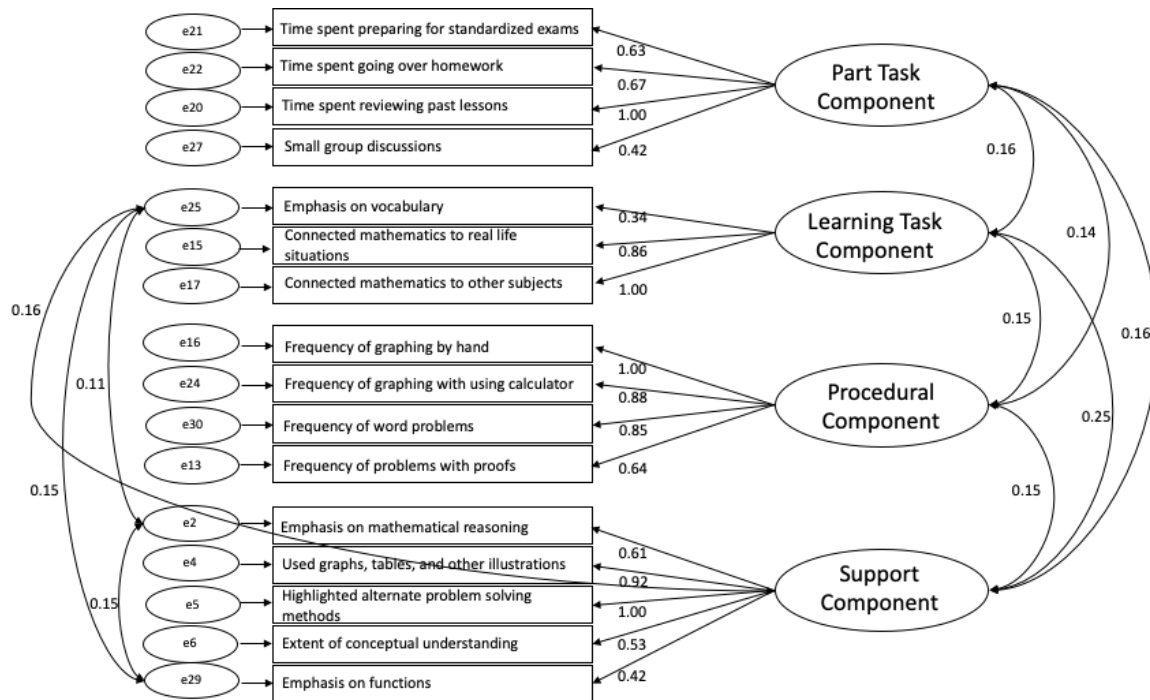 e21
Time spent preparing for standardized exams
0.63
e22
Time spent going over homework
0.67
e20
Time spent reviewing past lessons
1.00
e27
Small group discussions
0.42
Part Task
Component
0.16
e25
Emphasis on vocabulary
0.34
e15
Connected mathematics to real life
situations
0.86
e17
Connected mathematics to other subjects
1.00
Learning Task
Component
0.14
0.16
0.15
0.16
0.11
e16
Frequency of graphing by hand
1.00
e24
Frequency of graphing with using calculator
0.88
e30
Frequency of word problems
0.85
e13
Frequency of problems with proofs
0.64
Procedural
Component
0.25
0.15
0.15
0.15
e2
Emphasis on mathematical reasoning
0.61
e4
Used graphs, tables, and other illustrations
0.92
e5
Highlighted alternate problem solving
methods
1.00
e6
Extent of conceptual understanding
0.53
e29
Emphasis on functions
0.42
Support
Component